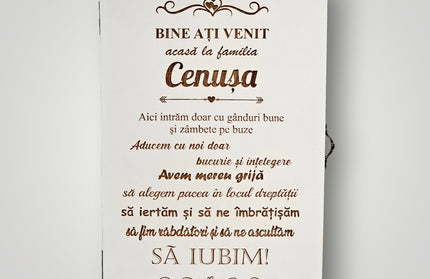 BINE AȚI VENIT
acasă la familia
Cenușa
Aici intrăm doar cu gânduri bune
și zâmbete pe buze
Aducem cu noi doar
bucurie și înțelegere
Avem mereu grijă
să alegem pacea în locul dreptății
să iertăm și să ne îmbrățișăm
să fim răbdători și să ne ascultăm
SĂ IUBIM!